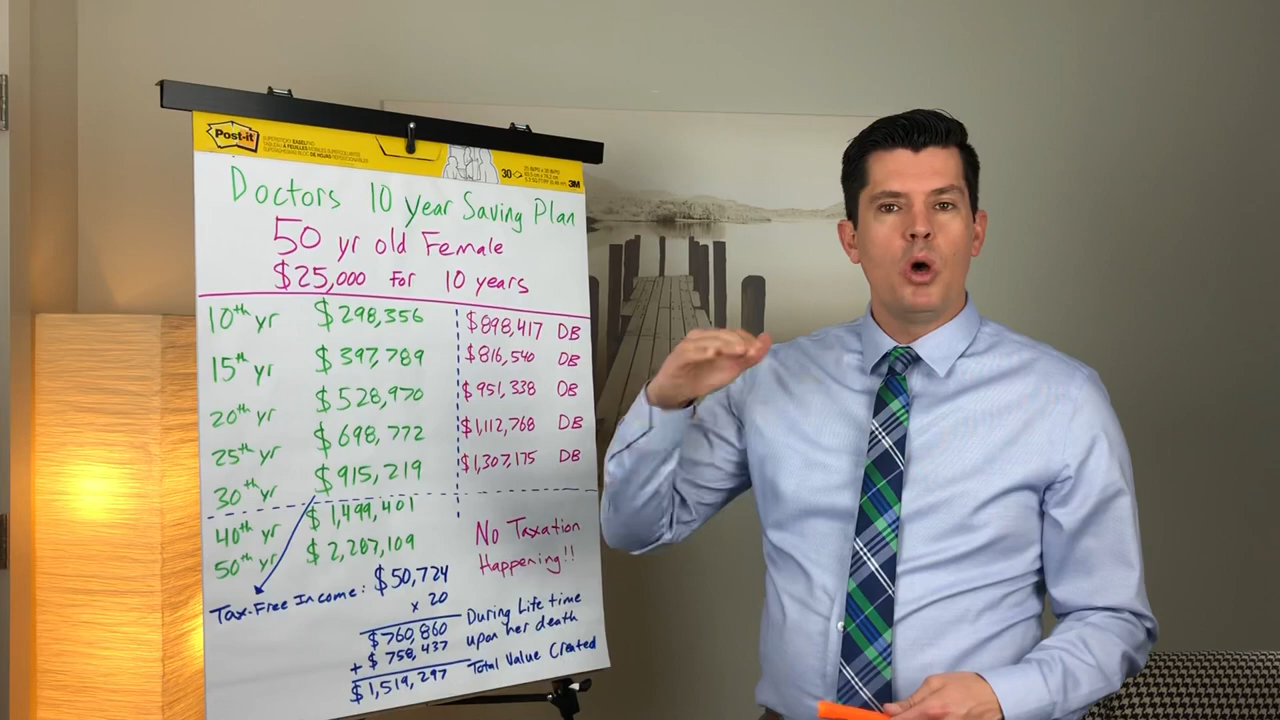 Post-it
30
3M
Doctors 10 year Saving Plan
50 yr old Female
$25,000 for 10 years
10th yr $298,356 $898,417 DB
15th yr $397,789 $816,540 DB
20th yr $528,970 $951,338 DB
25th yr $698,772 $1,112,768 DB
30th yr $915,219 $1,307,175 DB
40th yr $1,499,401
50th yr $2,287,109
No Taxation
Happening!!
Tax-Free Income: $50,724
x 20
$760,860 During Life time
+ $758,437 upon her death
$1,519,297 Total Value Created